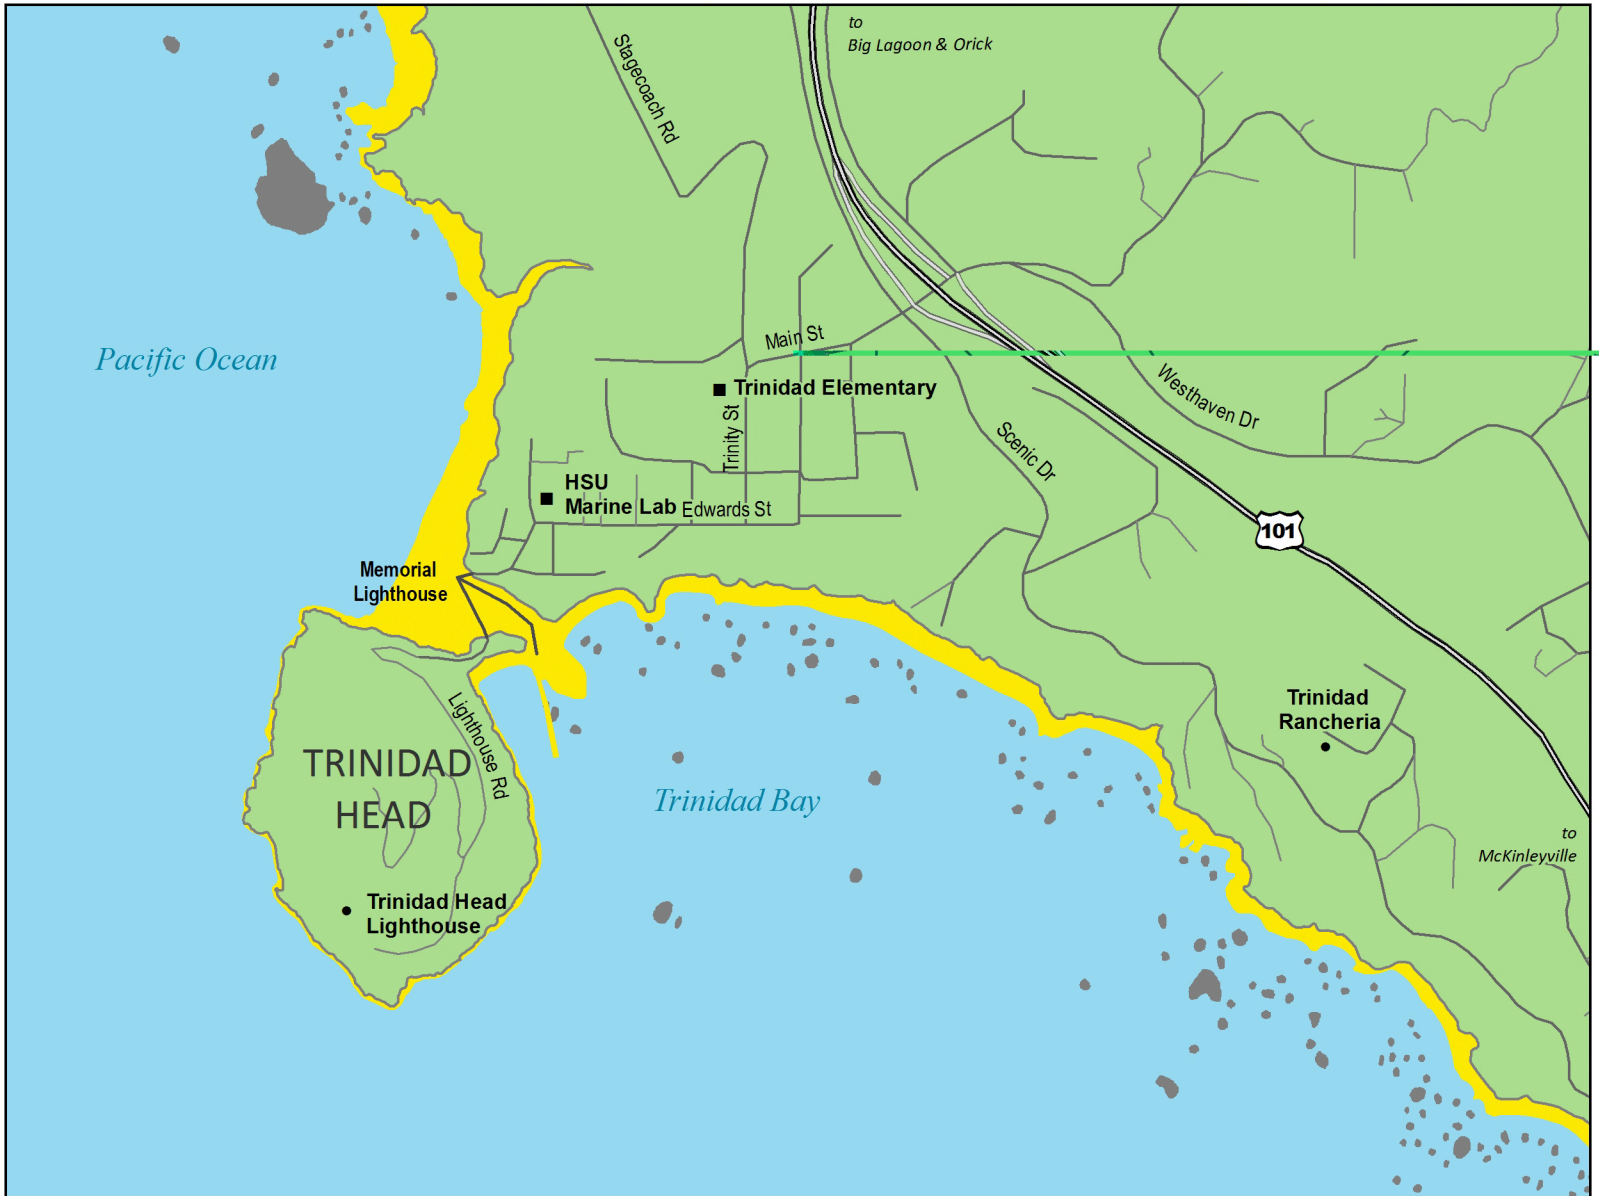 to
Big Lagoon & Orick
Stagecoach Rd
Main St
Pacific Ocean
Trinidad Elementary
Westhaven Dr
Trinity St
Scenic Dr
HSU
Marine Lab
Edwards St
101
Memorial
Lighthouse
Trinidad
Rancheria
Lighthouse Rd
TRINIDAD
HEAD
Trinidad Bay
to
McKinleyville
Trinidad Head
Lighthouse